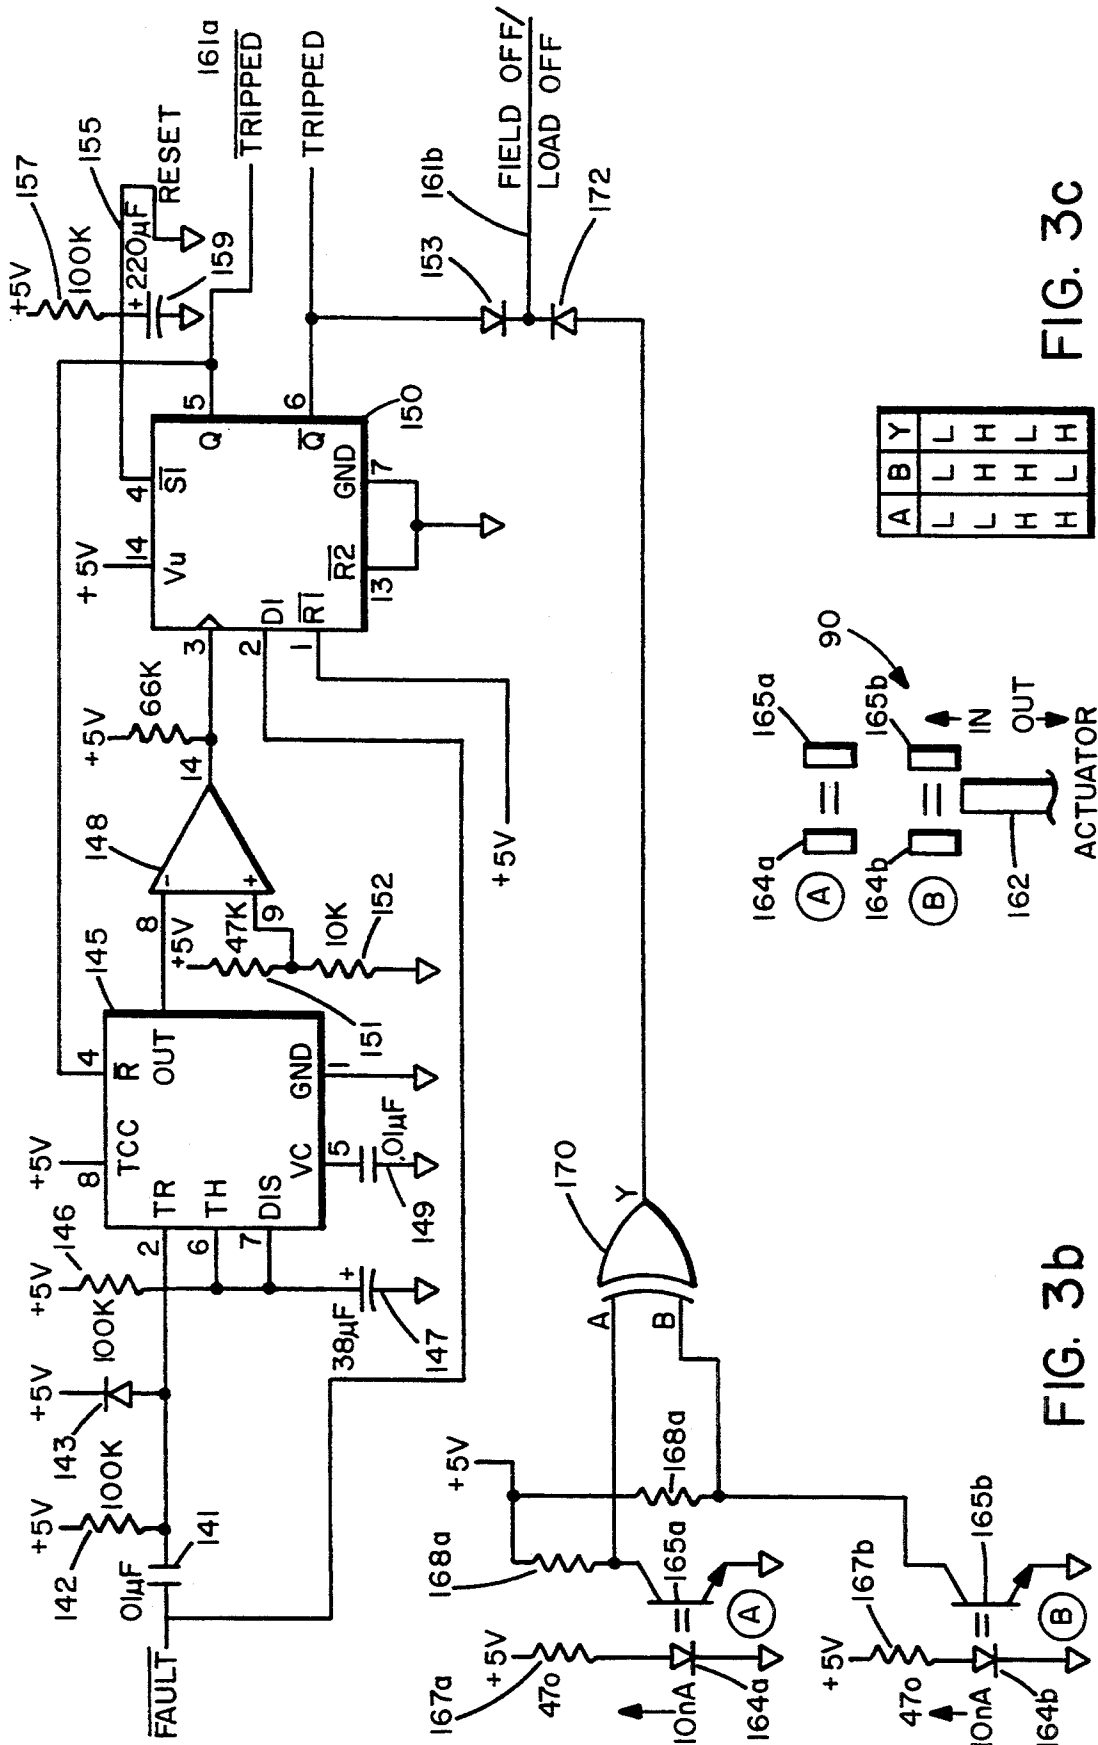 FAULT
.01µF
141
+5V
142
100K
+5V
143
+5V
100K
146
38µF
+
147
+5V
8
TCC
2
TR
6
TH
7
DIS
VC
5
.01µF
149
4
R
OUT
GND
1
145
8
+5V
47K
9
151
10K
152
148
-
+
14
+5V
66K
3
2
DI
1
R1
+5V
+5V
14
Vu
4
S1
Q
5
Q
6
GND
7
R2
13
150
+5V
157
100K
155
+220µF
RESET
159
161a
TRIPPED
TRIPPED
153
161b
FIELD OFF/
LOAD OFF
172
167a
+5V
470
10nA
164a
A
168a
165a
+5V
168a
167b
+5V
470
10nA
164b
B
165b
A
B
170
Y
FIG. 3b
164a
165a
A
164b
165b
B
90
IN
OUT
162
ACTUATOR
A B Y
L L L
L H H
H H L
H L H
FIG. 3c